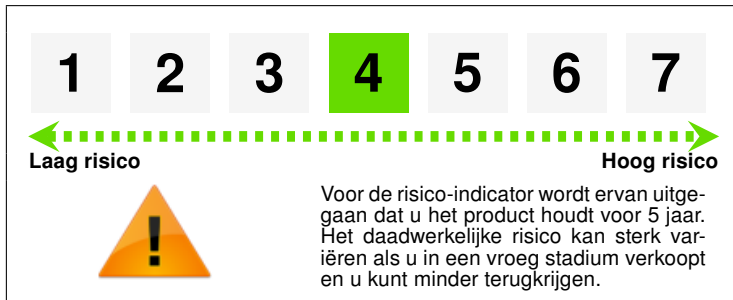 1 2 3 4 5 6 7
Laag risico Hoog risico
!
Voor de risico-indicator wordt ervan uitge-
gaan dat u het product houdt voor 5 jaar.
Het daadwerkelijke risico kan sterk var-
iëren als u in een vroeg stadium verkoopt
en u kunt minder terugkrijgen.